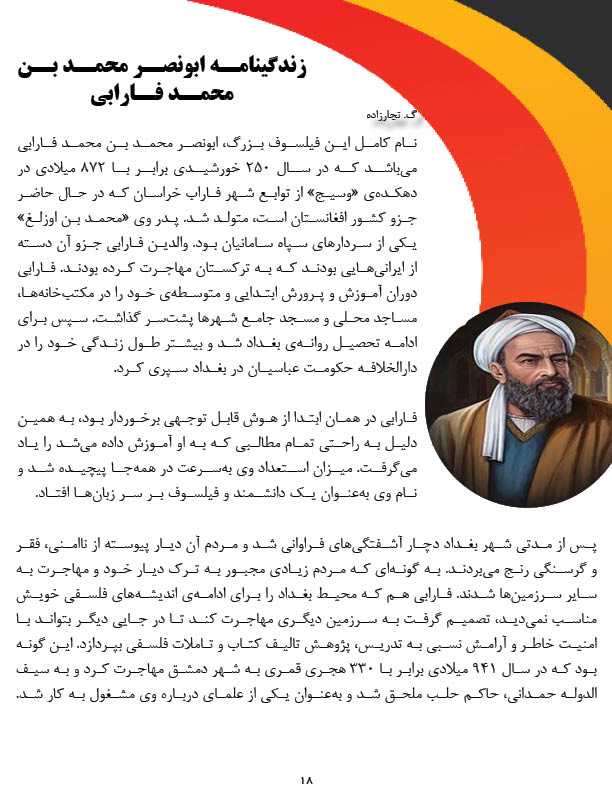 زندگینامه ابونصر محمد بن
محمد فارابی
گ. تجارزاده
نام کامل این فیلسوف بزرگ، ابونصر محمد بن محمد فارابی
می‌باشد که در سال ۲۵۰ خورشیدی برابر با ۸۷۲ میلادی در
دهکده‌ی «وسیج» از توابع شهر فاراب خراسان که در حال حاضر
جزو کشور افغانستان است، متولد شد. پدر وی «محمد بن اوزلغ»
یکی از سردارهای سپاه سامانیان بود. والدین فارابی جزو آن دسته
از ایرانی‌هایی بودند که به ترکستان مهاجرت کرده بودند. فارابی
دوران آموزش و پرورش ابتدایی و متوسطه‌ی خود را در مکتب‌خانه‌ها،
مساجد محلی و مسجد جامع شهرها پشت‌سر گذاشت. سپس برای
ادامه تحصیل روانه‌ی بغداد شد و بیشتر طول زندگی خود را در
دارالخلافه حکومت عباسیان در بغداد سپری کرد.
فارابی در همان ابتدا از هوش قابل توجهی برخوردار بود، به همین
دلیل به راحتی تمام مطالبی که به او آموزش داده می‌شد را یاد
می‌گرفت. میزان استعداد وی به‌سرعت در همه‌جا پیچیده شد و
نام وی به‌عنوان یک دانشمند و فیلسوف بر سر زبان‌ها افتاد.
پس از مدتی شهر بغداد دچار آشفتگی‌های فراوانی شد و مردم آن دیار پیوسته از ناامنی، فقر
و گرسنگی رنج می‌بردند. به گونه‌ای که مردم زیادی مجبور به ترک دیار خود و مهاجرت به
سایر سرزمین‌ها شدند. فارابی هم که محیط بغداد را برای ادامه‌ی اندیشه‌های فلسفی خویش
مناسب نمی‌دید، تصمیم گرفت به سرزمین دیگری مهاجرت کند تا در جایی دیگر بتواند با
امنیت خاطر و آرامش نسبی به تدریس، پژوهش تالیف کتاب و تاملات فلسفی بپردازد. این گونه
بود که در سال ۹۴۱ میلادی برابر با ۳۳۰ هجری قمری به شهر دمشق مهاجرت کرد و به سیف
الدوله حمدانی، حاکم حلب ملحق شد و به‌عنوان یکی از علمای درباره وی مشغول به کار شد.
۱۸